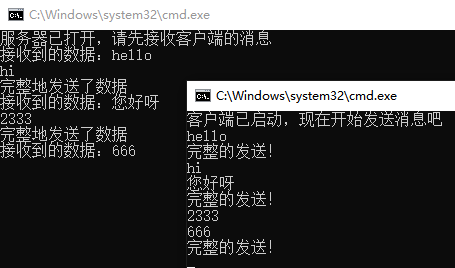 C:\Windows\system32\cmd.exe
服务器已打开，请先接收客户端的消息
接收到的数据：hello
hi
完整地发送了数据
接收到的数据：您好呀
2333
完整地发送了数据
接收到的数据：666
C:\Windows\system32\cmd.exe
客户端已启动，现在开始发送消息吧
hello
完整的发送！
hi
您好呀
完整的发送！
2333
666
完整的发送！